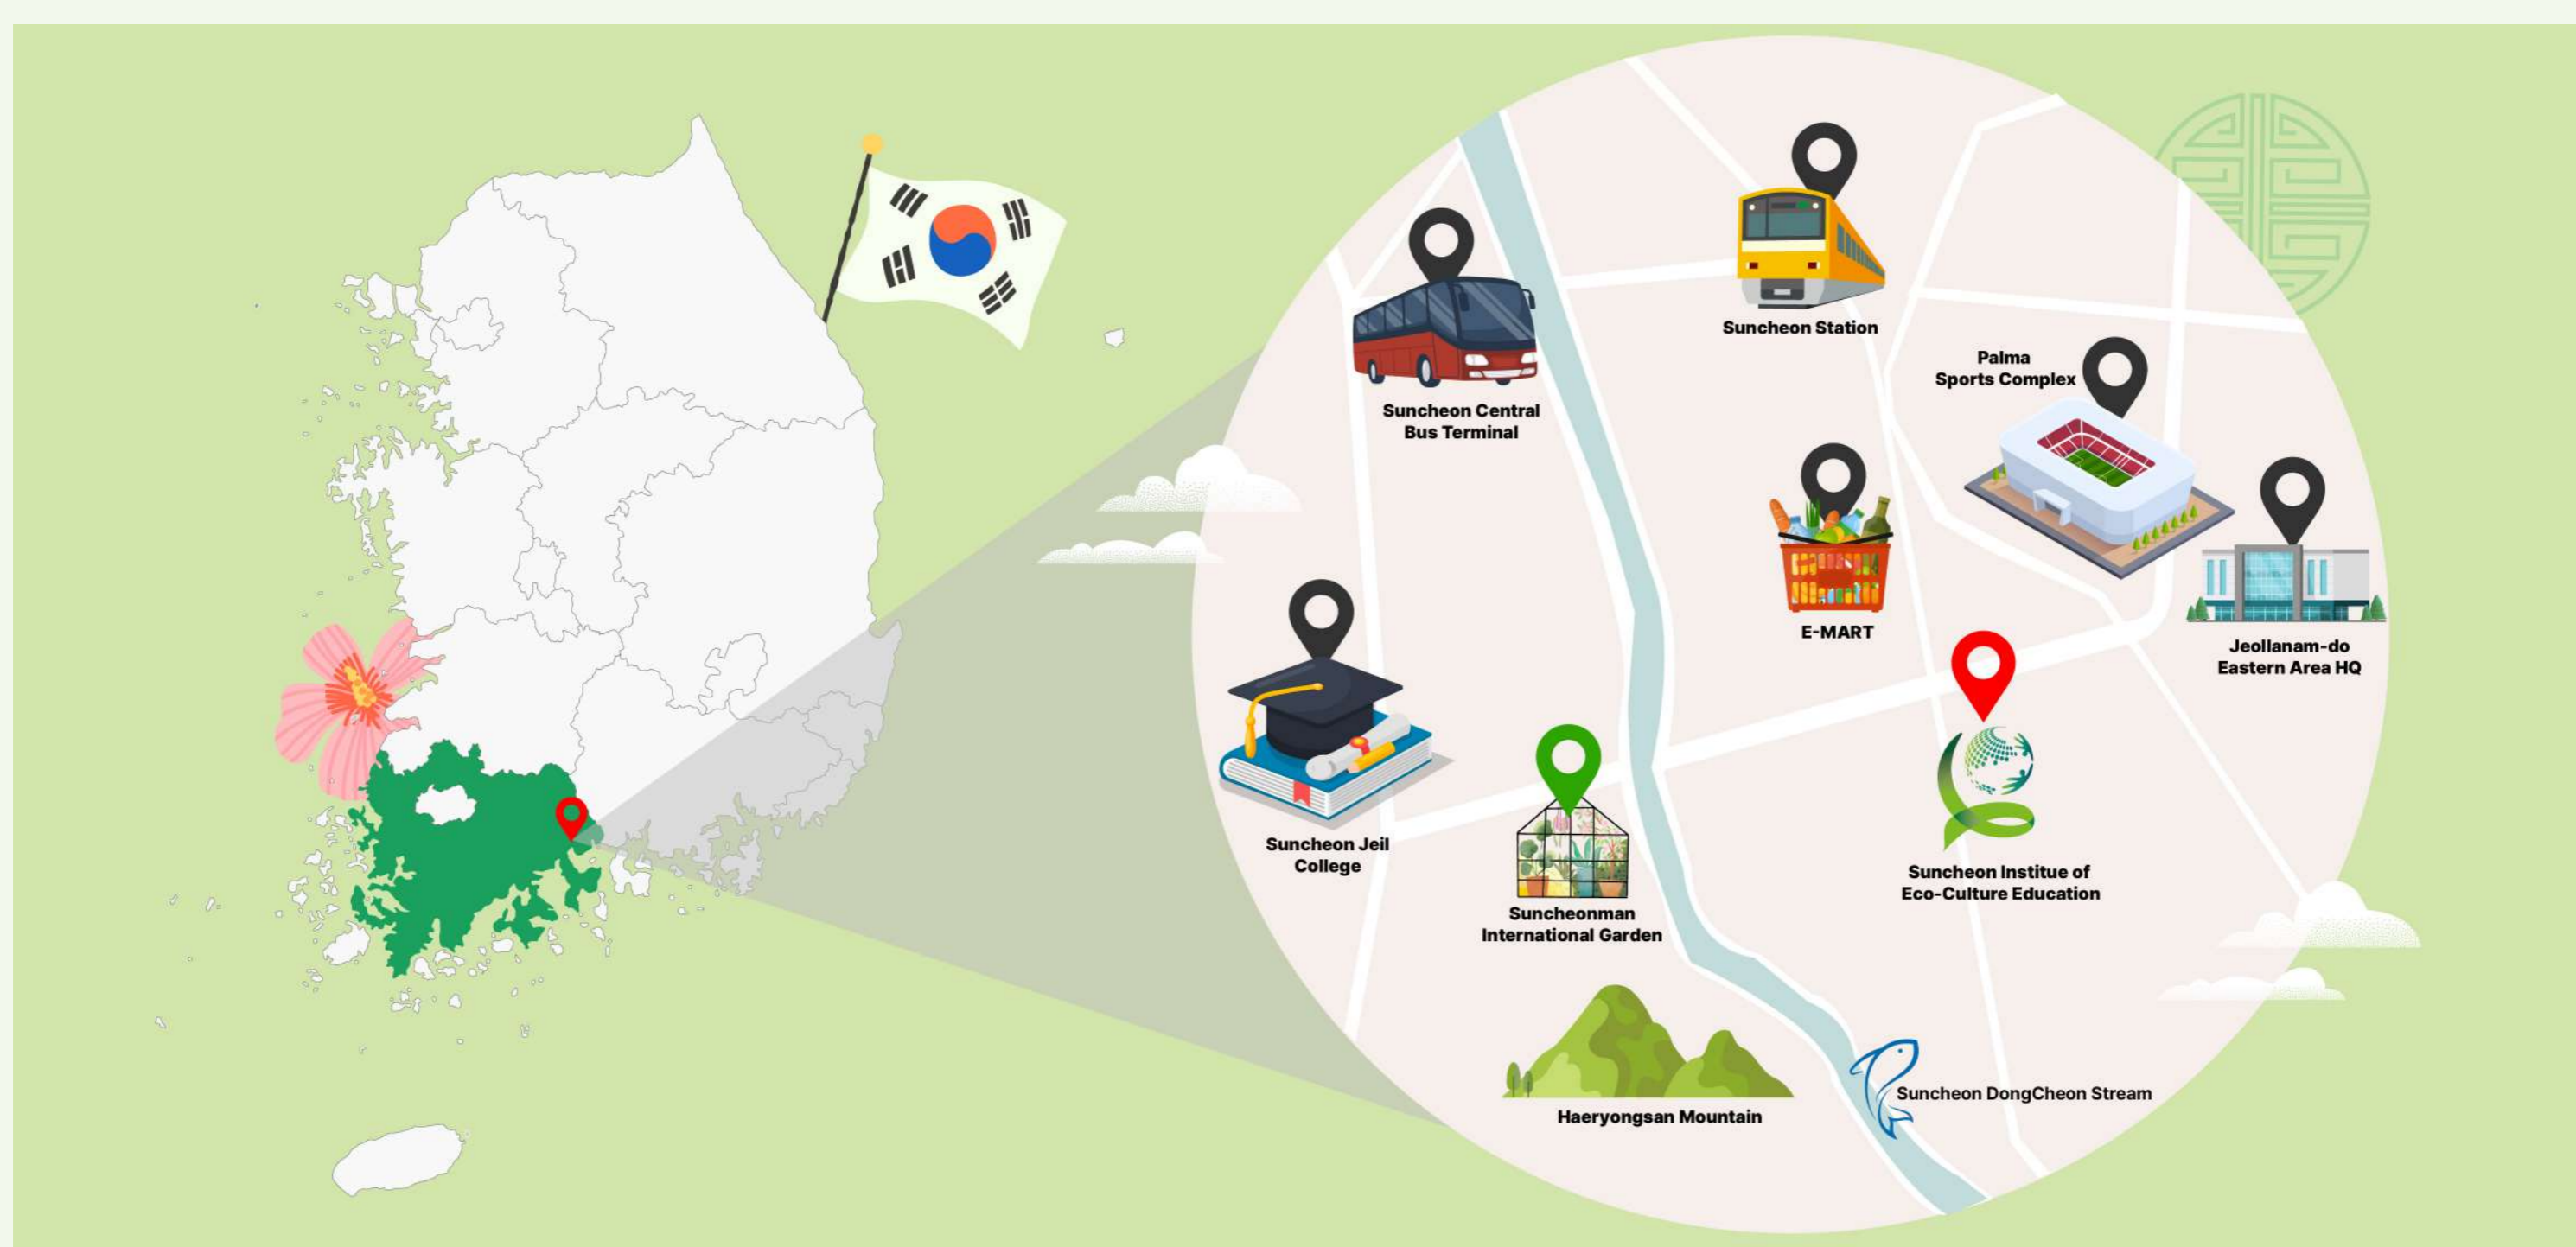 Suncheon Station
Palma
Sports Complex
Suncheon Central
Bus Terminal
E-MART
Jeollanam-do
Eastern Area HQ
Suncheon Jeil
College
Suncheon Institue of
Eco-Culture Education
Suncheonman
International Garden
Suncheon DongCheon Stream
Haeryongsan Mountain